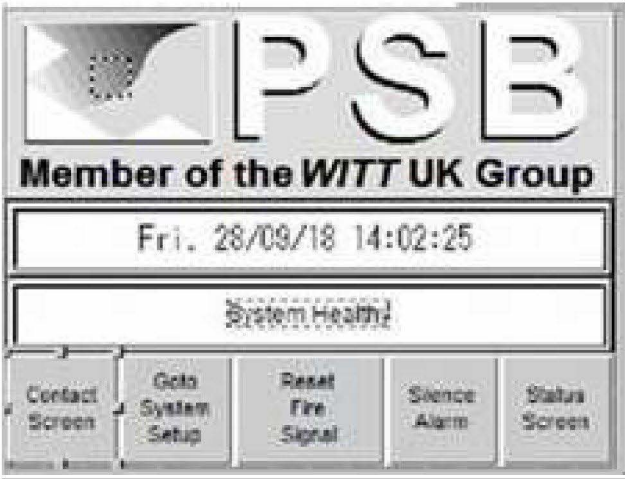 PSB
Member of the WITT UK Group
Fri. 28/09/18 14:02:25
System Healthy
Contact
Screen
Goto
System
Setup
Reset
Fire
Signal
Silence
Alarm
Status
Screen